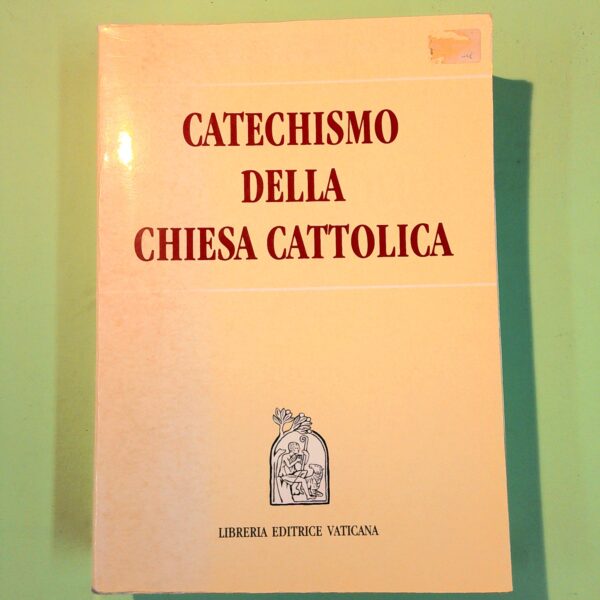 CATECHISMO
DELLA
CHIESA CATTOLICA
LIBRERIA EDITRICE VATICANA